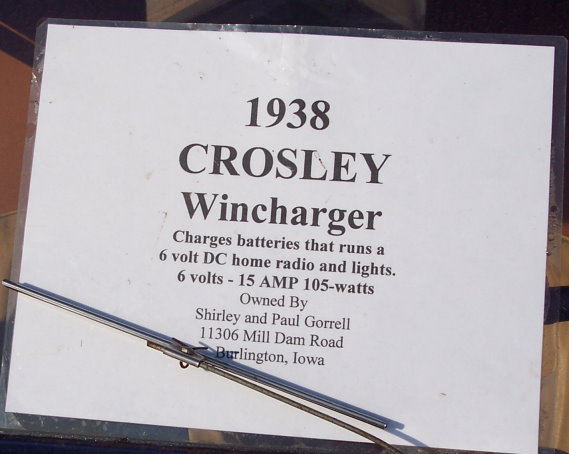 1938
CROSLEY
Wincharger
Charges batteries that runs a
6 volt DC home radio and lights.
6 volts - 15 AMP 105-watts
Owned By
Shirley and Paul Gorrell
11306 Mill Dam Road
Burlington, Iowa